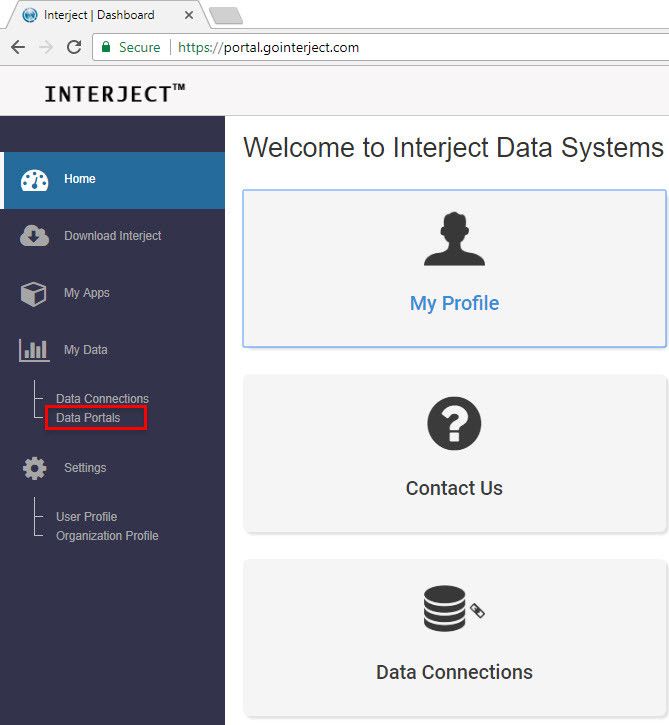 Interject | Dashboard
Secure | https://portal.gointerject.com
INTERJECT™
Home
Download Interject
My Apps
My Data
Data Connections
Data Portals
Settings
User Profile
Organization Profile
Welcome to Interject Data Systems
My Profile
Contact Us
Data Connections